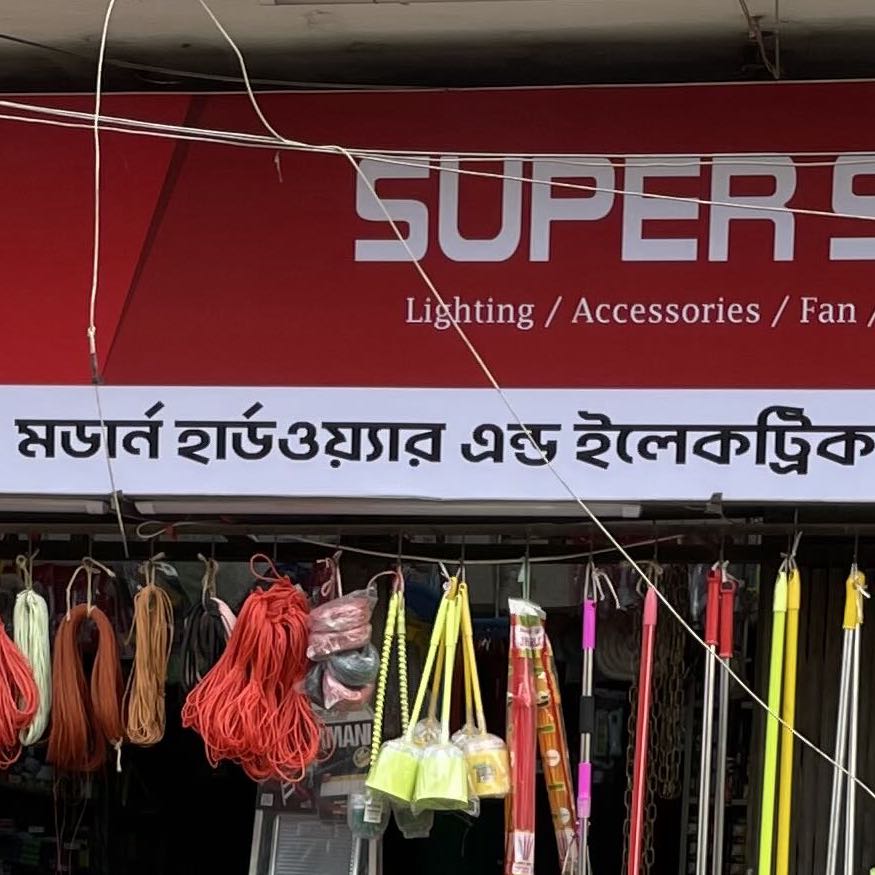 SUPER S
Lighting / Accessories / Fan /
মডার্ন হার্ডওয়্যার এন্ড ইলেকট্রিক